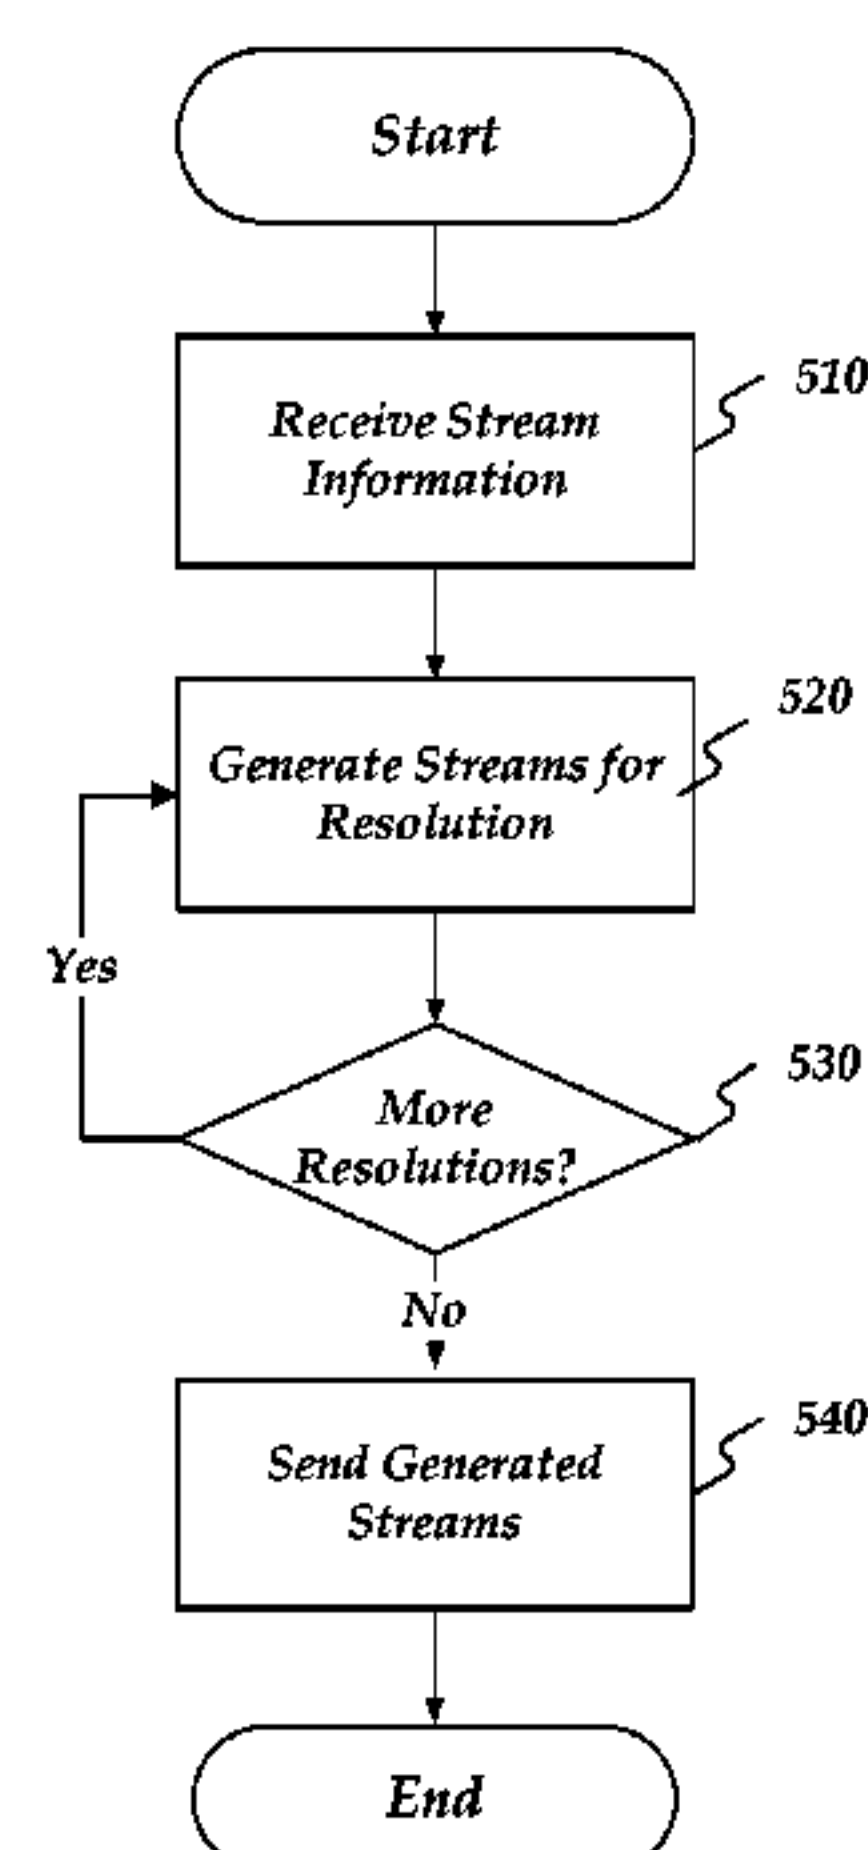 Start
510
Receive Stream
Information
520
Generate Streams for
Resolution
Yes
530
More
Resolutions?
No
540
Send Generated
Streams
End